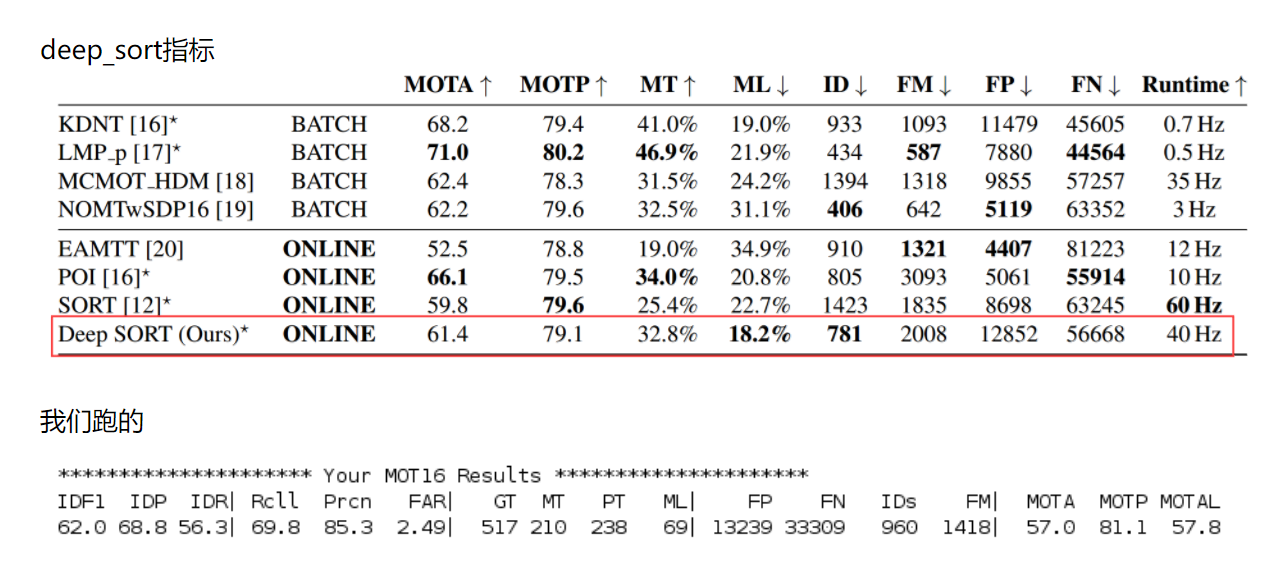 deep_sort指标
MOTA ↑ MOTP ↑ MT ↑ ML ↓ ID ↓ FM ↓ FP ↓ FN ↓ Runtime ↑
KDNT [16]* BATCH 68.2 79.4 41.0% 19.0% 933 1093 11479 45605 0.7 Hz
LMP_p [17]* BATCH 71.0 80.2 46.9% 21.9% 434 587 7880 44564 0.5 Hz
MCMOT_HDM [18] BATCH 62.4 78.3 31.5% 24.2% 1394 1318 9855 57257 35 Hz
NOMTwSDP16 [19] BATCH 62.2 79.6 32.5% 31.1% 406 642 5119 63352 3 Hz
EAMTT [20] ONLINE 52.5 78.8 19.0% 34.9% 910 1321 4407 81223 12 Hz
POI [16]* ONLINE 66.1 79.5 34.0% 20.8% 805 3093 5061 55914 10 Hz
SORT [12]* ONLINE 59.8 79.6 25.4% 22.7% 1423 1835 8698 63245 60 Hz
Deep SORT (Ours)* ONLINE 61.4 79.1 32.8% 18.2% 781 2008 12852 56668 40 Hz
我们跑的
********************* Your MOT16 Results *********************
IDF1 IDP IDR| Rcll Prcn FAR| GT MT PT ML| FP FN IDs FM| MOTA MOTP MOTAL
62.0 68.8 56.3| 69.8 85.3 2.49| 517 210 238 69| 13239 33309 960 1418| 57.0 81.1 57.8